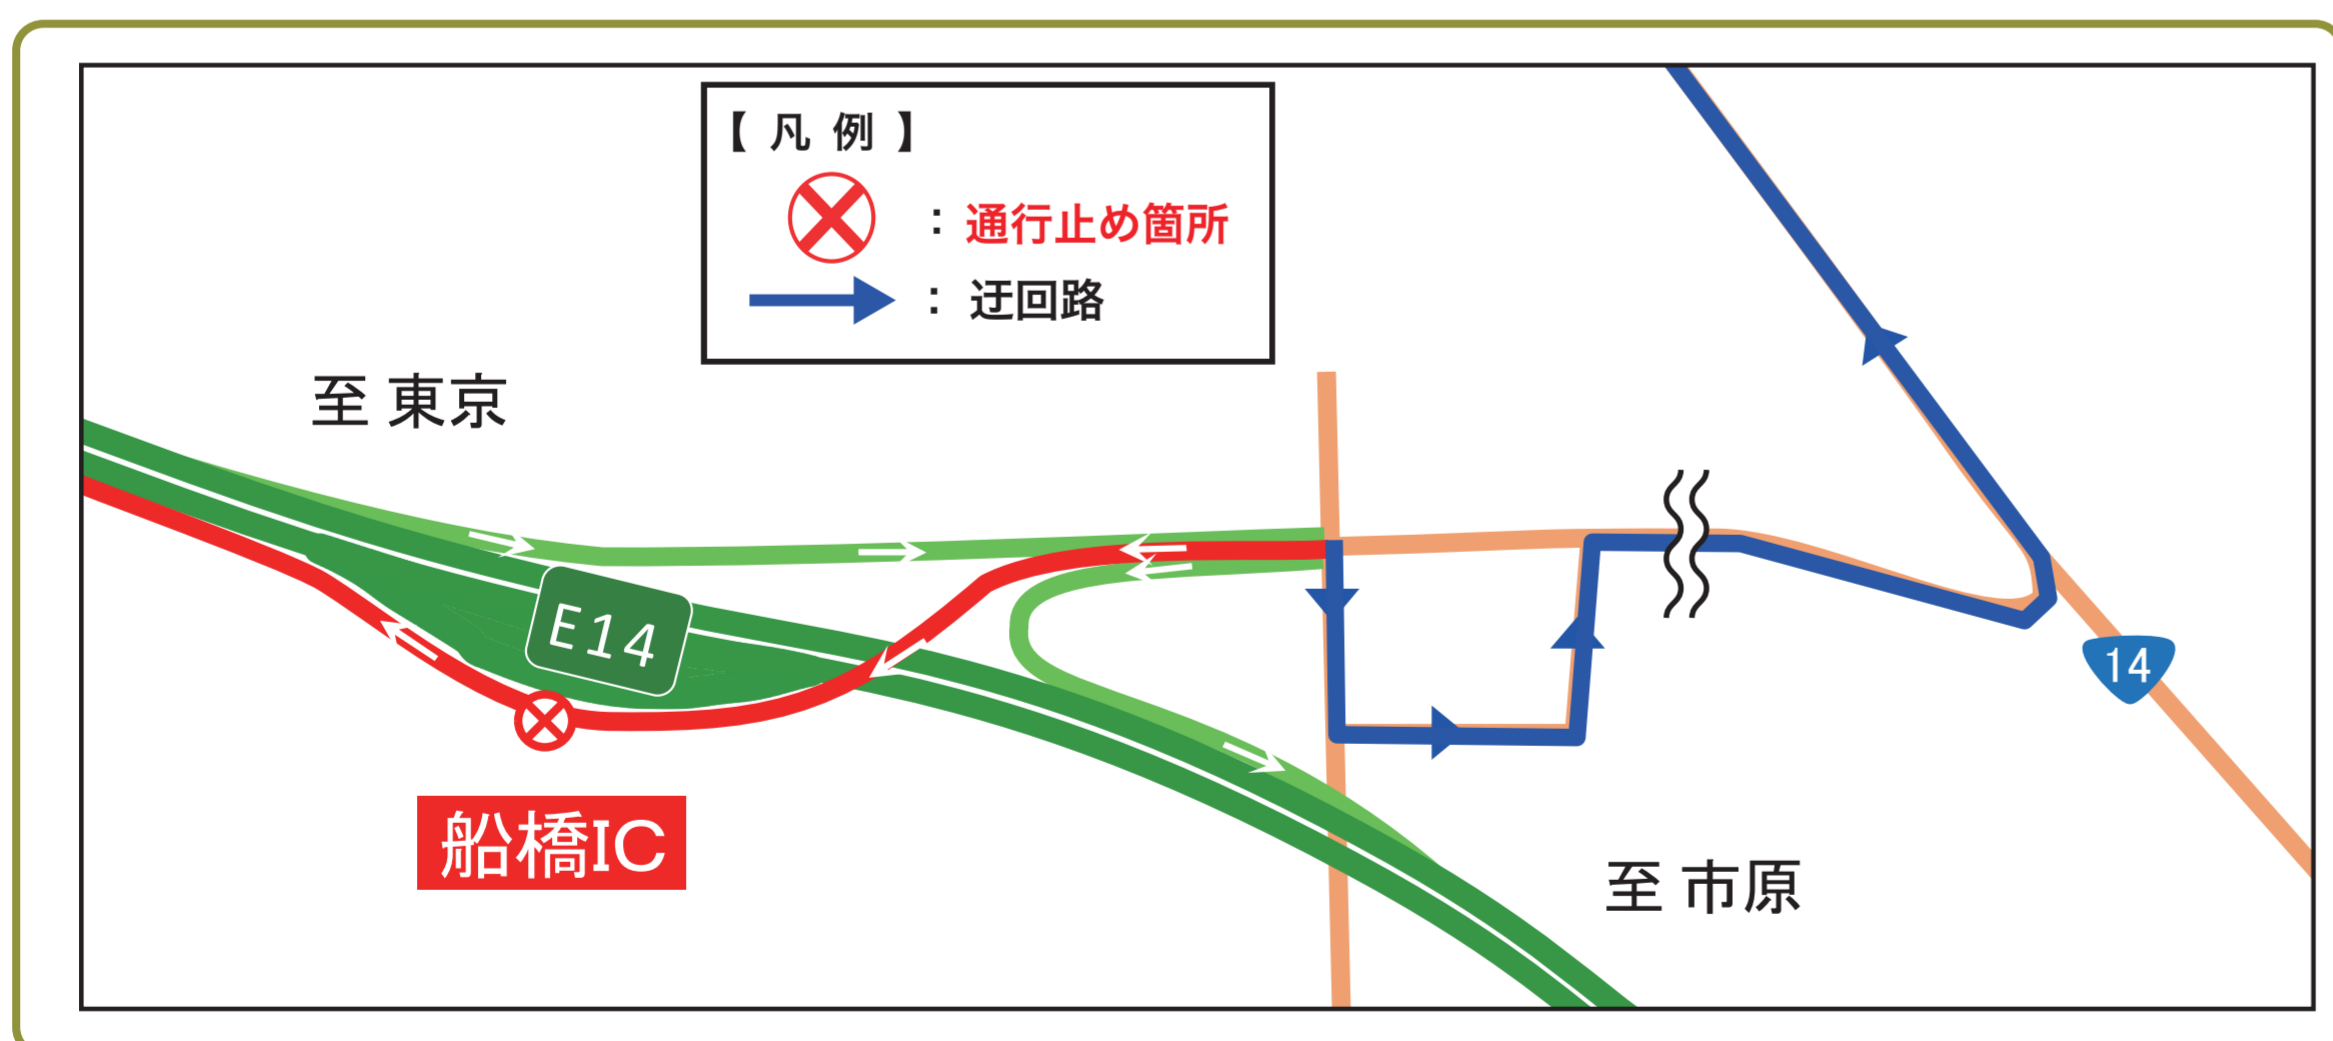 【 凡 例 】
： 通行止め箇所
： 迂回路
至 東京
E14
14
船橋IC
至 市原